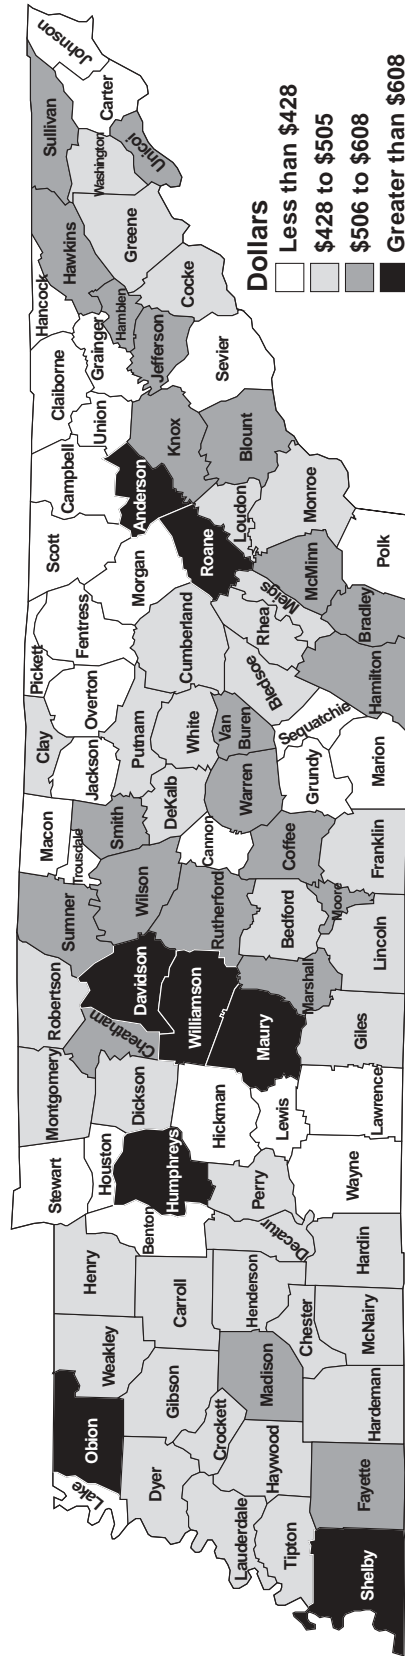 Lake
Obion
Weakley
Henry
Stewart
Montgomery
Robertson
Sumner
Macon
Trousdale
Clay
Pickett
Scott
Campbell
Claiborne
Hancock
Hawkins
Sullivan
Johnson
Carter
Washington
Unicoi
Greene
Hamblen
Grainger
Union
Anderson
Morgan
Fentress
Overton
Jackson
Putnam
Smith
Wilson
Davidson
Cheatham
Dickson
Houston
Humphreys
Benton
Carroll
Gibson
Dyer
Lauderdale
Crockett
Haywood
Madison
Henderson
Decatur
Perry
Hickman
Lewis
Williamson
Maury
Rutherford
Cannon
DeKalb
White
Van
Buren
Warren
Cumberland
Bledsoe
Rhea
Meigs
Roane
Loudon
Knox
Blount
Jefferson
Cocke
Sevier
Monroe
McMinn
Polk
Bradley
Hamilton
Sequatchie
Marion
Grundy
Coffee
Franklin
Moore
Bedford
Marshall
Lincoln
Giles
Lawrence
Wayne
Hardin
Chester
McNairy
Hardeman
Fayette
Tipton
Shelby
Dollars
Less than $428
$428 to $505
$506 to $608
Greater than $608